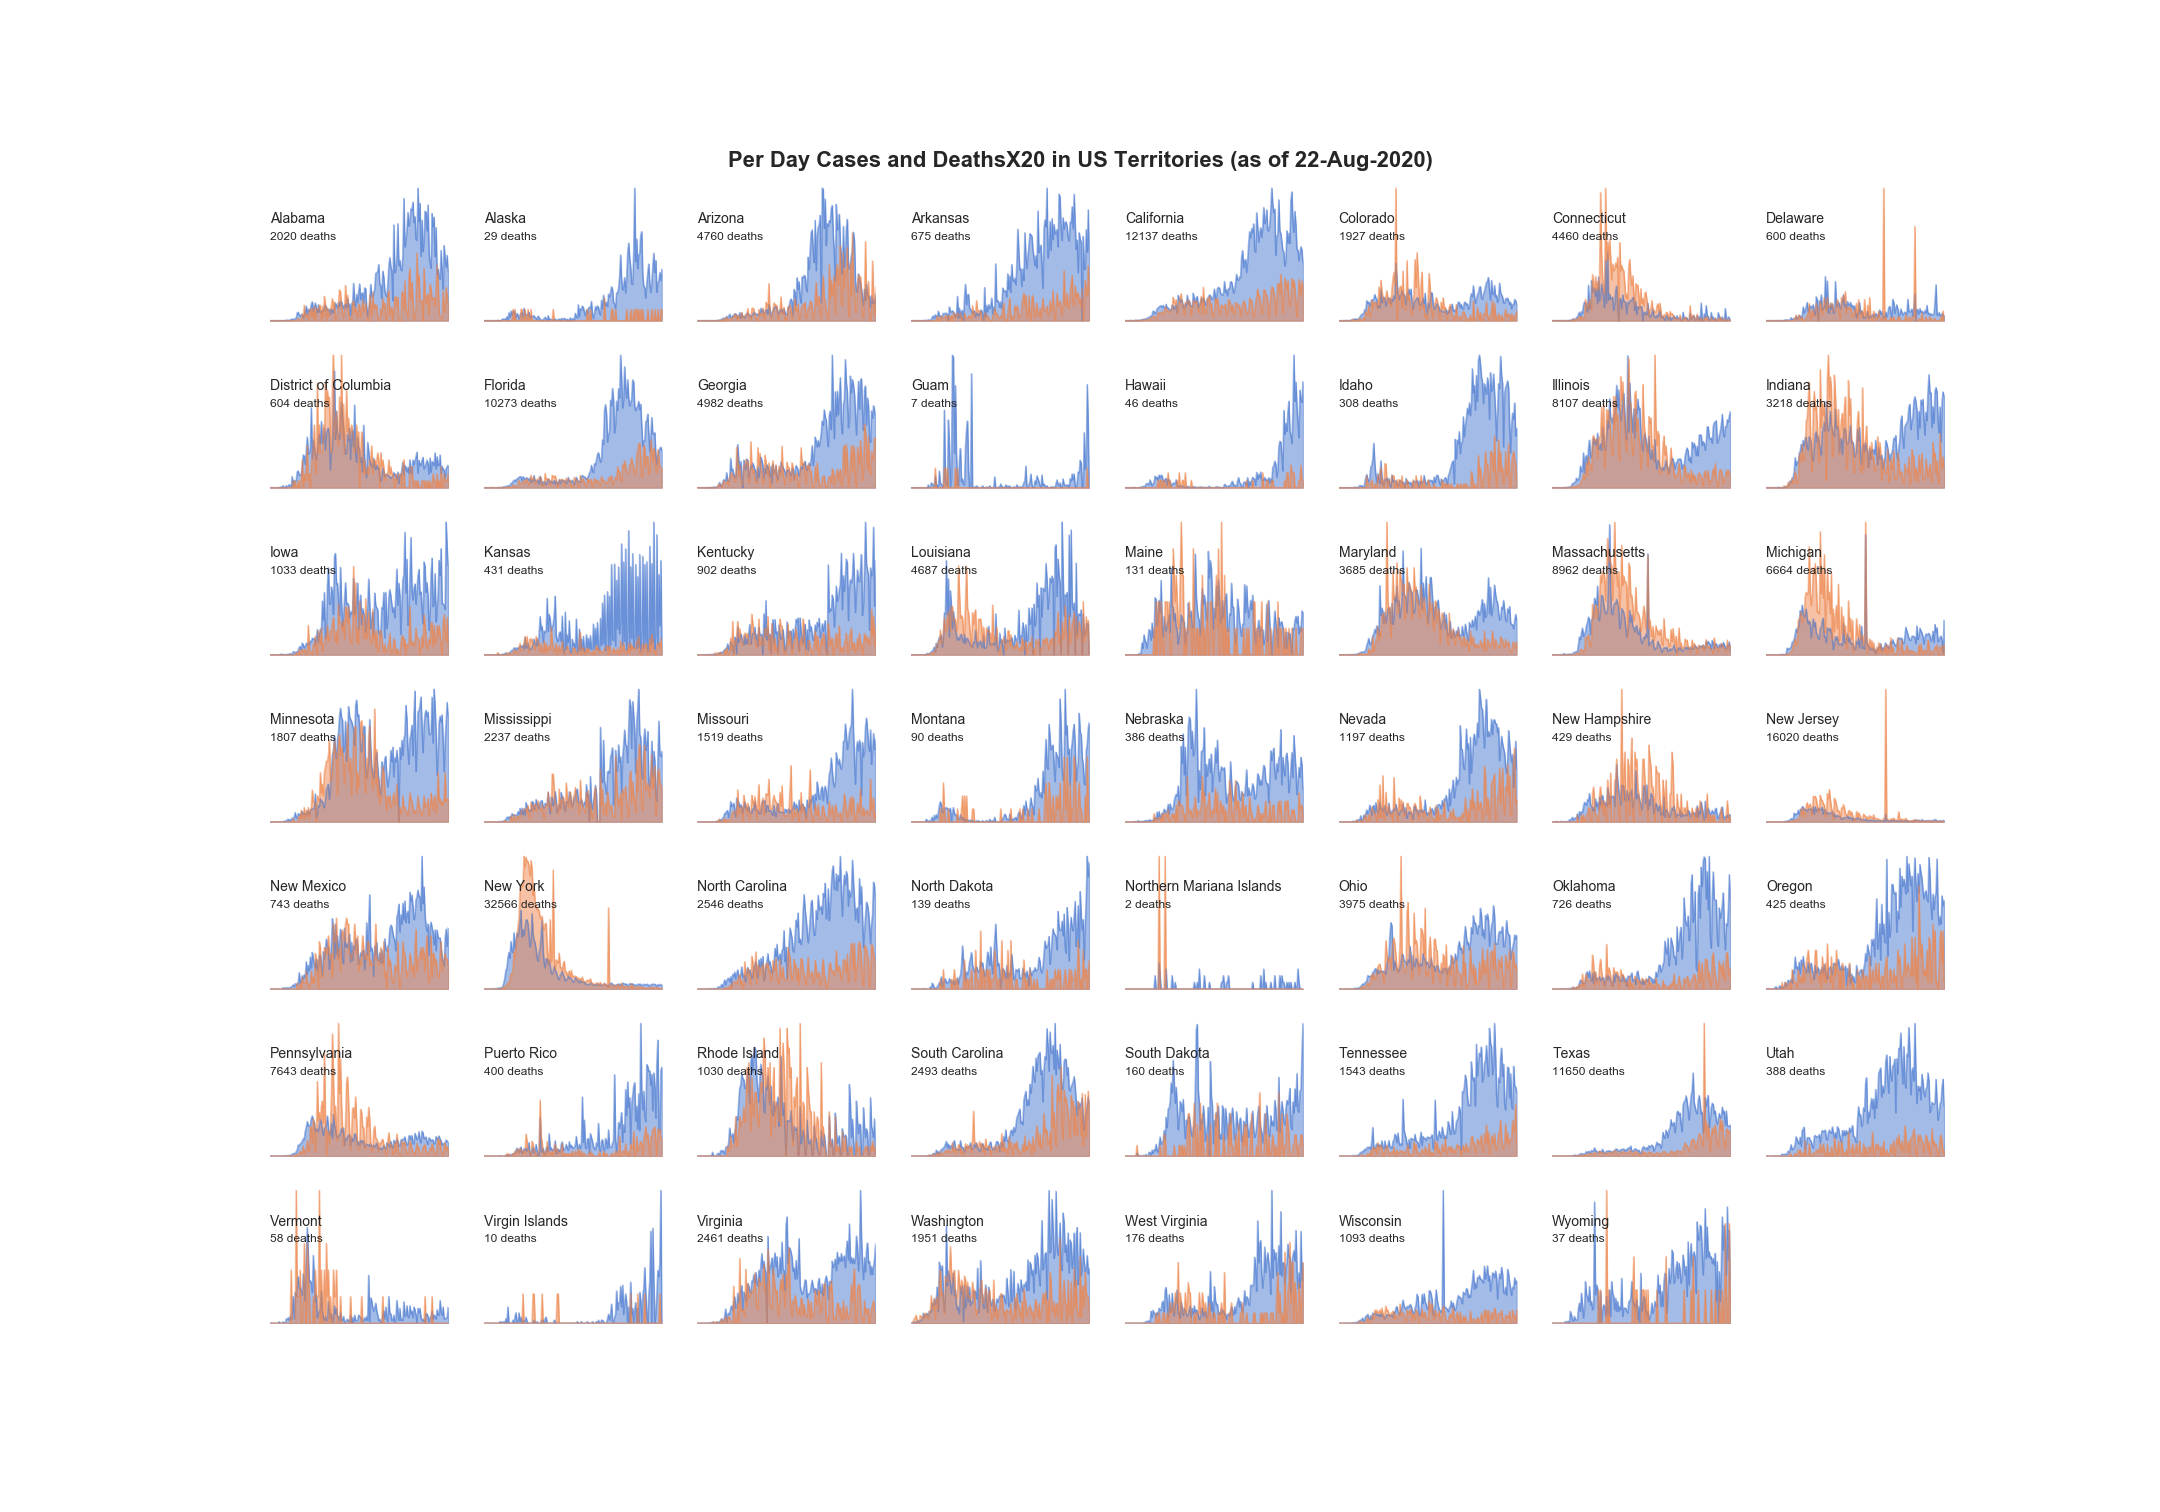 Per Day Cases and DeathsX20 in US Territories (as of 22-Aug-2020)
Alabama
2020 deaths
Alaska
29 deaths
Arizona
4760 deaths
Arkansas
675 deaths
California
12137 deaths
Colorado
1927 deaths
Connecticut
4460 deaths
Delaware
600 deaths
District of Columbia
604 deaths
Florida
10273 deaths
Georgia
4982 deaths
Guam
7 deaths
Hawaii
46 deaths
Idaho
308 deaths
Illinois
8107 deaths
Indiana
3218 deaths
Iowa
1033 deaths
Kansas
431 deaths
Kentucky
902 deaths
Louisiana
4687 deaths
Maine
131 deaths
Maryland
3685 deaths
Massachusetts
8962 deaths
Michigan
6664 deaths
Minnesota
1807 deaths
Mississippi
2237 deaths
Missouri
1519 deaths
Montana
90 deaths
Nebraska
386 deaths
Nevada
1197 deaths
New Hampshire
429 deaths
New Jersey
16020 deaths
New Mexico
743 deaths
New York
32566 deaths
North Carolina
2546 deaths
North Dakota
139 deaths
Northern Mariana Islands
2 deaths
Ohio
3975 deaths
Oklahoma
726 deaths
Oregon
425 deaths
Pennsylvania
7643 deaths
Puerto Rico
400 deaths
Rhode Island
1030 deaths
South Carolina
2493 deaths
South Dakota
160 deaths
Tennessee
1543 deaths
Texas
11650 deaths
Utah
388 deaths
Vermont
58 deaths
Virgin Islands
10 deaths
Virginia
2461 deaths
Washington
1951 deaths
West Virginia
176 deaths
Wisconsin
1093 deaths
Wyoming
37 deaths